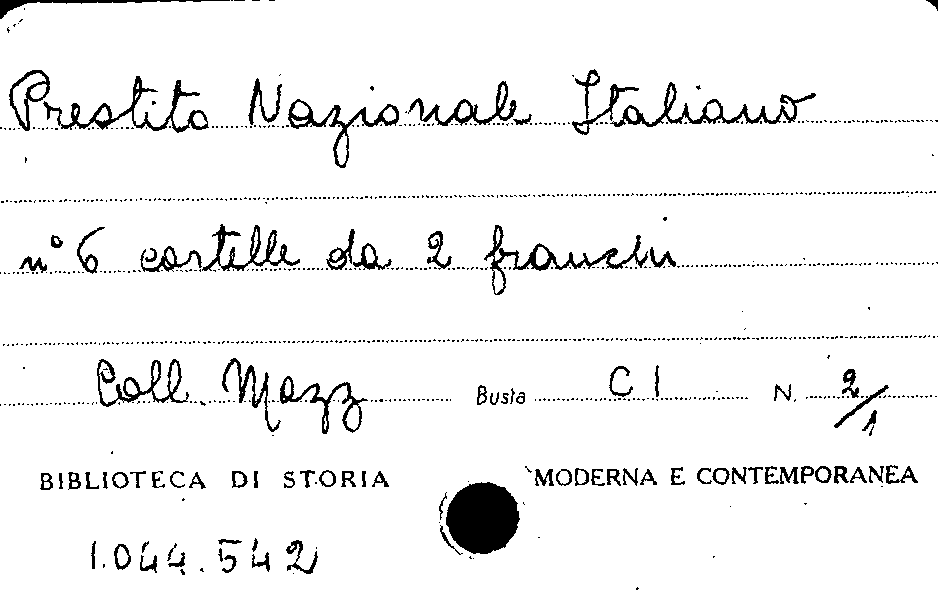 Prestito Nazionale Italiano
n° 6 cartelle da 2 franchi
Coll. Mazz Busta C 1 N. 2/1
BIBLIOTECA DI STORIA MODERNA E CONTEMPORANEA
1.044.542